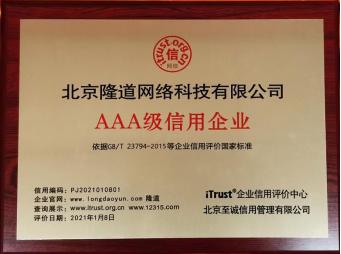 itrust.org.cn
信
网信
北京隆道网络科技有限公司
AAA级信用企业
依据GB/T 23794-2015等企业信用评价国家标准
信用编码：PJ2021010801
企业官网：www.longdaoyun.com 隆道
查询展示：www.itrust.org.cn www.12315.com
评价日期：2021年1月8日
iTrust®企业信用评价中心
北京至诚信用管理有限公司